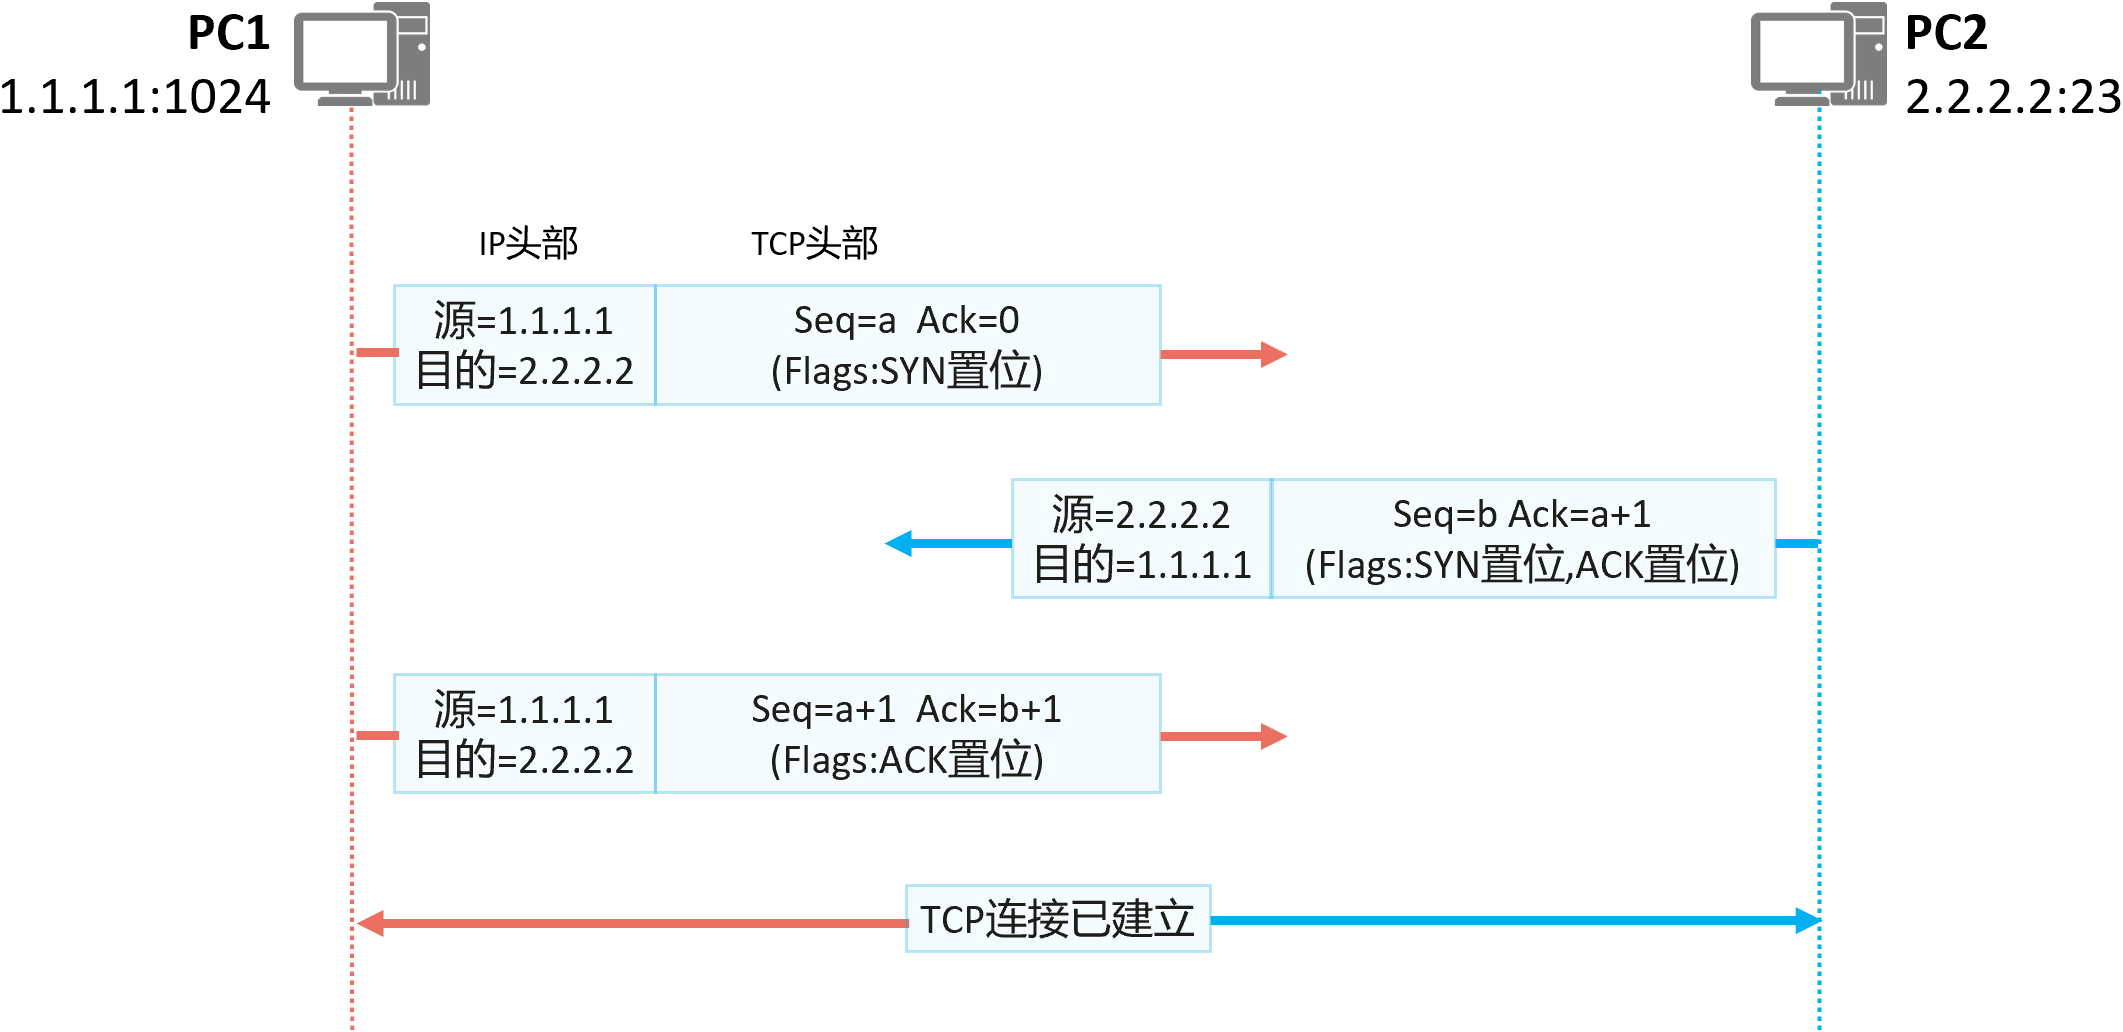 PC1
1.1.1.1:1024
PC2
2.2.2.2:23
IP头部
TCP头部
源=1.1.1.1
目的=2.2.2.2
Seq=a  Ack=0
(Flags:SYN置位)
源=2.2.2.2
目的=1.1.1.1
Seq=b Ack=a+1
(Flags:SYN置位,ACK置位)
源=1.1.1.1
目的=2.2.2.2
Seq=a+1  Ack=b+1
(Flags:ACK置位)
TCP连接已建立